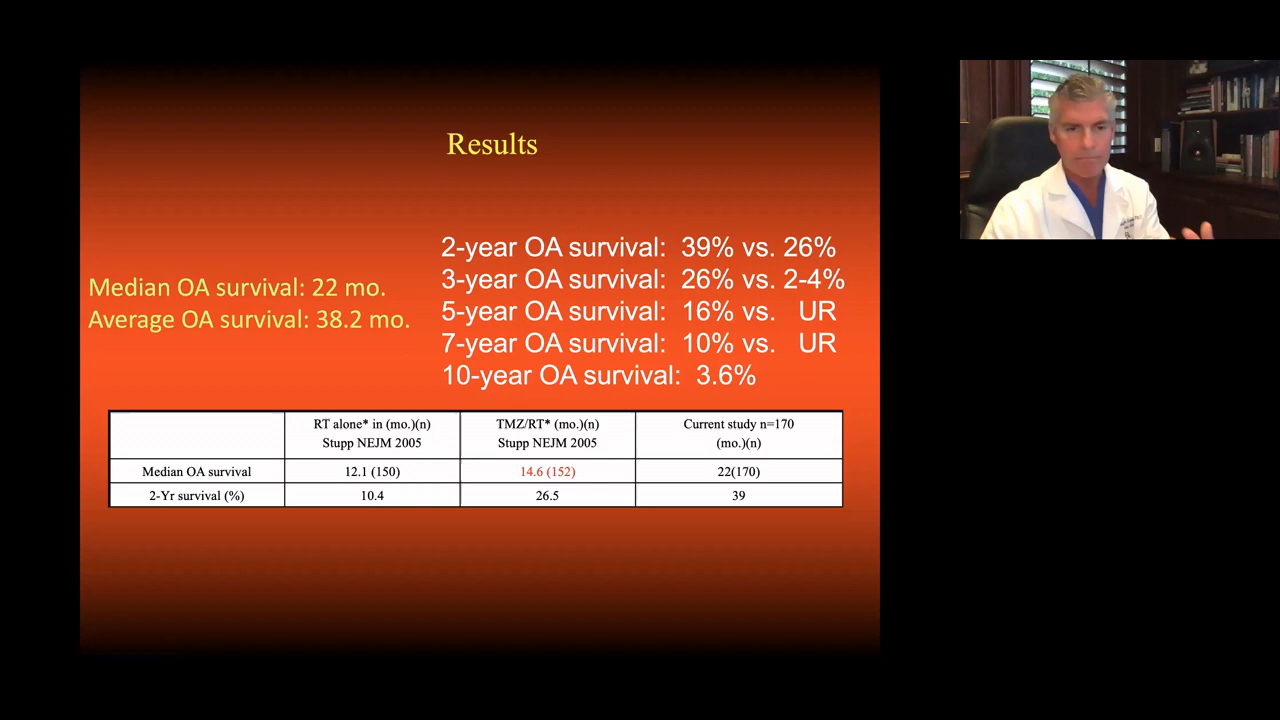 Results
Median OA survival: 22 mo.
Average OA survival: 38.2 mo.
2-year OA survival: 39% vs. 26%
3-year OA survival: 26% vs. 2-4%
5-year OA survival: 16% vs. UR
7-year OA survival: 10% vs. UR
10-year OA survival: 3.6%
RT alone* in (mo.)(n)
Stupp NEJM 2005
TMZ/RT* (mo.)(n)
Stupp NEJM 2005
Current study n=170
(mo.)(n)
Median OA survival 12.1 (150) 14.6 (152) 22(170)
2-Yr survival (%) 10.4 26.5 39